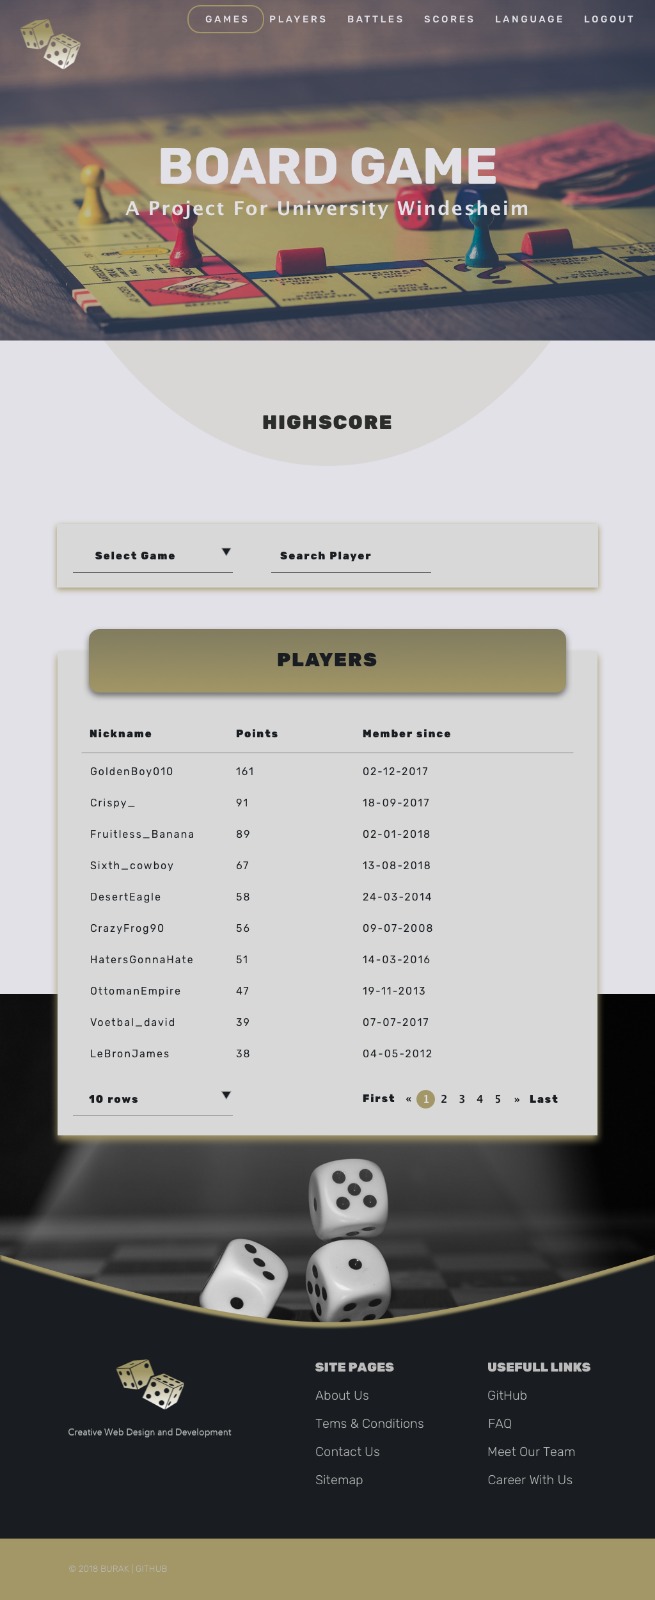 GAMES PLAYERS BATTLES SCORES LANGUAGE LOGOUT
BOARD GAME
A Project For University Windesheim
HIGHSCORE
Select Game ▼ Search Player
PLAYERS
Nickname Points Member since
GoldenBoy010 161 02-12-2017
Crispy_ 91 18-09-2017
Fruitless_Banana 89 02-01-2018
Sixth_cowboy 67 13-08-2018
DesertEagle 58 24-03-2014
CrazyFrog90 56 09-07-2008
HatersGonnaHate 51 14-03-2016
OttomanEmpire 47 19-11-2013
Voetbal_david 39 07-07-2017
LeBronJames 38 04-05-2012
10 rows ▼ First « 1 2 3 4 5 » Last
SITE PAGES USEFULL LINKS
About Us GitHub
Tems & Conditions FAQ
Creative Web Design and Development
Contact Us Meet Our Team
Sitemap Career With Us
© 2018 BURAK | GITHUB